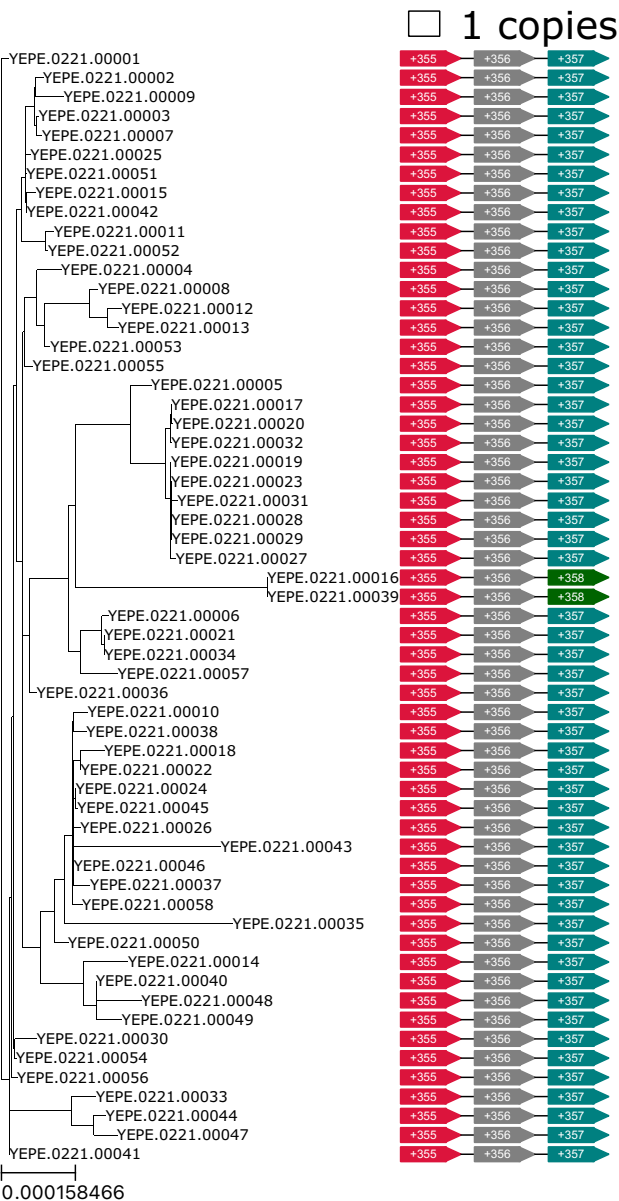 1 copies
YEPE.0221.00001 +355 +356 +357
YEPE.0221.00002 +355 +356 +357
YEPE.0221.00009 +355 +356 +357
YEPE.0221.00003 +355 +356 +357
YEPE.0221.00007 +355 +356 +357
YEPE.0221.00025 +355 +356 +357
YEPE.0221.00051 +355 +356 +357
YEPE.0221.00015 +355 +356 +357
YEPE.0221.00042 +355 +356 +357
YEPE.0221.00011 +355 +356 +357
YEPE.0221.00052 +355 +356 +357
YEPE.0221.00004 +355 +356 +357
YEPE.0221.00008 +355 +356 +357
YEPE.0221.00012 +355 +356 +357
YEPE.0221.00013 +355 +356 +357
YEPE.0221.00053 +355 +356 +357
YEPE.0221.00055 +355 +356 +357
YEPE.0221.00005 +355 +356 +357
YEPE.0221.00017 +355 +356 +357
YEPE.0221.00020 +355 +356 +357
YEPE.0221.00032 +355 +356 +357
YEPE.0221.00019 +355 +356 +357
YEPE.0221.00023 +355 +356 +357
YEPE.0221.00031 +355 +356 +357
YEPE.0221.00028 +355 +356 +357
YEPE.0221.00029 +355 +356 +357
YEPE.0221.00027 +355 +356 +357
YEPE.0221.00016 +355 +356 +358
YEPE.0221.00039 +355 +356 +358
YEPE.0221.00006 +355 +356 +357
YEPE.0221.00021 +355 +356 +357
YEPE.0221.00034 +355 +356 +357
YEPE.0221.00057 +355 +356 +357
YEPE.0221.00036 +355 +356 +357
YEPE.0221.00010 +355 +356 +357
YEPE.0221.00038 +355 +356 +357
YEPE.0221.00018 +355 +356 +357
YEPE.0221.00022 +355 +356 +357
YEPE.0221.00024 +355 +356 +357
YEPE.0221.00045 +355 +356 +357
YEPE.0221.00026 +355 +356 +357
YEPE.0221.00043 +355 +356 +357
YEPE.0221.00046 +355 +356 +357
YEPE.0221.00037 +355 +356 +357
YEPE.0221.00058 +355 +356 +357
YEPE.0221.00035 +355 +356 +357
YEPE.0221.00050 +355 +356 +357
YEPE.0221.00014 +355 +356 +357
YEPE.0221.00040 +355 +356 +357
YEPE.0221.00048 +355 +356 +357
YEPE.0221.00049 +355 +356 +357
YEPE.0221.00030 +355 +356 +357
YEPE.0221.00054 +355 +356 +357
YEPE.0221.00056 +355 +356 +357
YEPE.0221.00033 +355 +356 +357
YEPE.0221.00044 +355 +356 +357
YEPE.0221.00047 +355 +356 +357
YEPE.0221.00041 +355 +356 +357
0.000158466